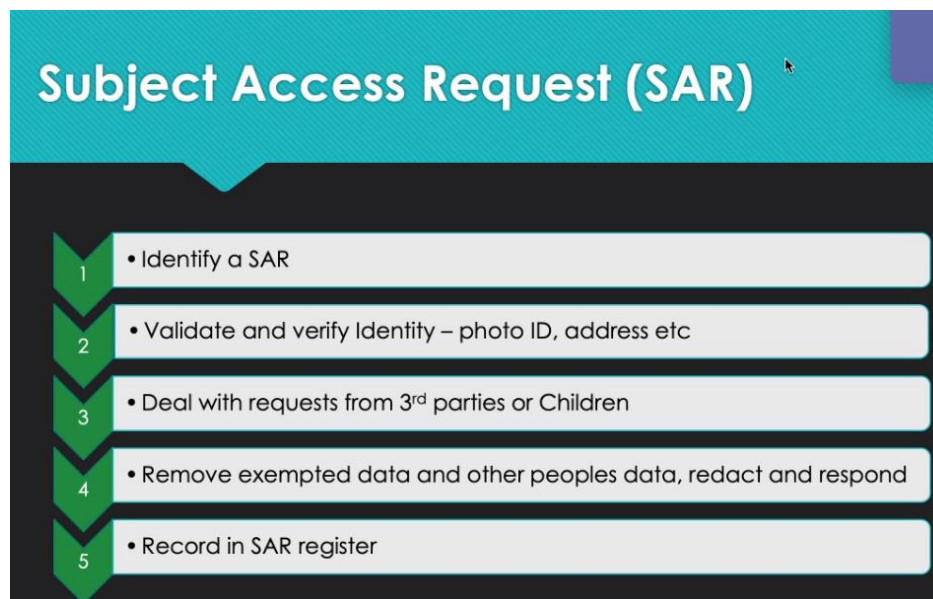 Subject Access Request (SAR)
1 • Identify a SAR
2 • Validate and verify Identity – photo ID, address etc
3 • Deal with requests from 3rd parties or Children
4 • Remove exempted data and other peoples data, redact and respond
5 • Record in SAR register